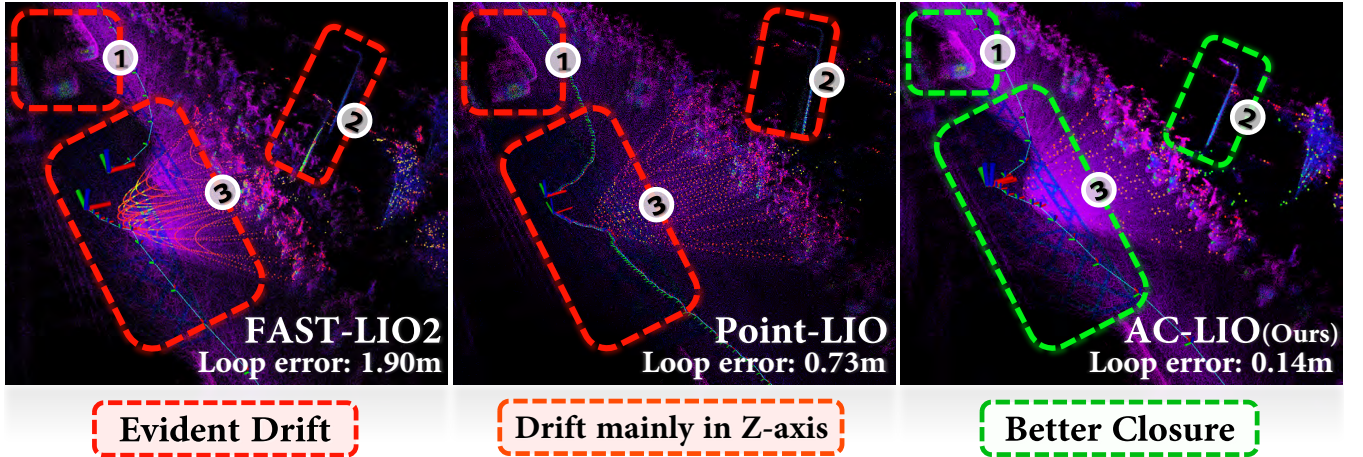 1
2
3
FAST-LIO2
Loop error: 1.90m
1
2
3
Point-LIO
Loop error: 0.73m
1
2
3
AC-LIO(Ours)
Loop error: 0.14m
Evident Drift
Drift mainly in Z-axis
Better Closure